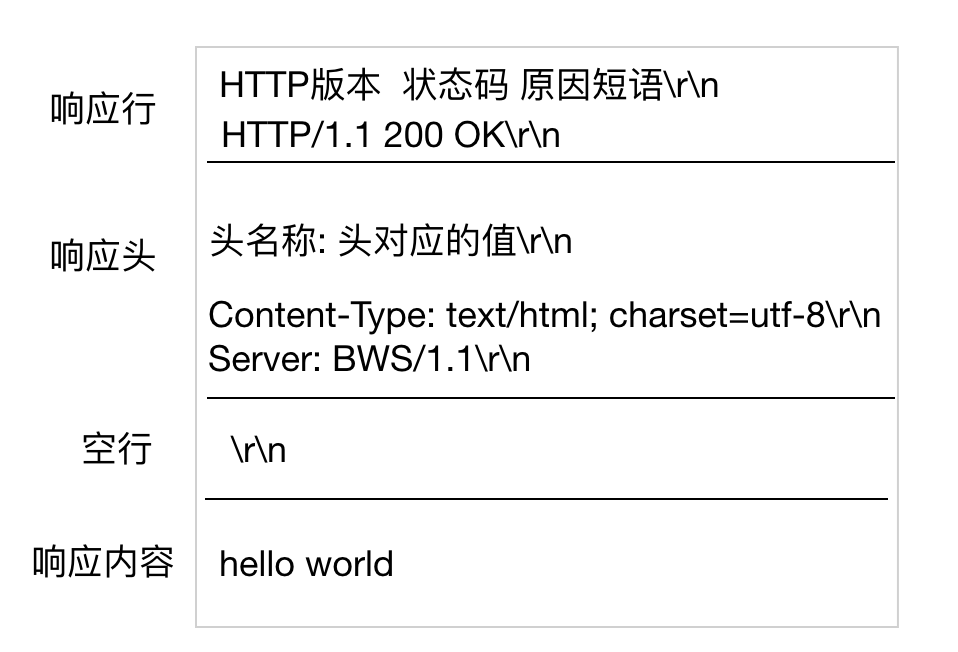 响应行
HTTP版本 状态码 原因短语\r\n
HTTP/1.1 200 OK\r\n
响应头
头名称: 头对应的值\r\n
Content-Type: text/html; charset=utf-8\r\n
Server: BWS/1.1\r\n
空行
\r\n
响应内容
hello world